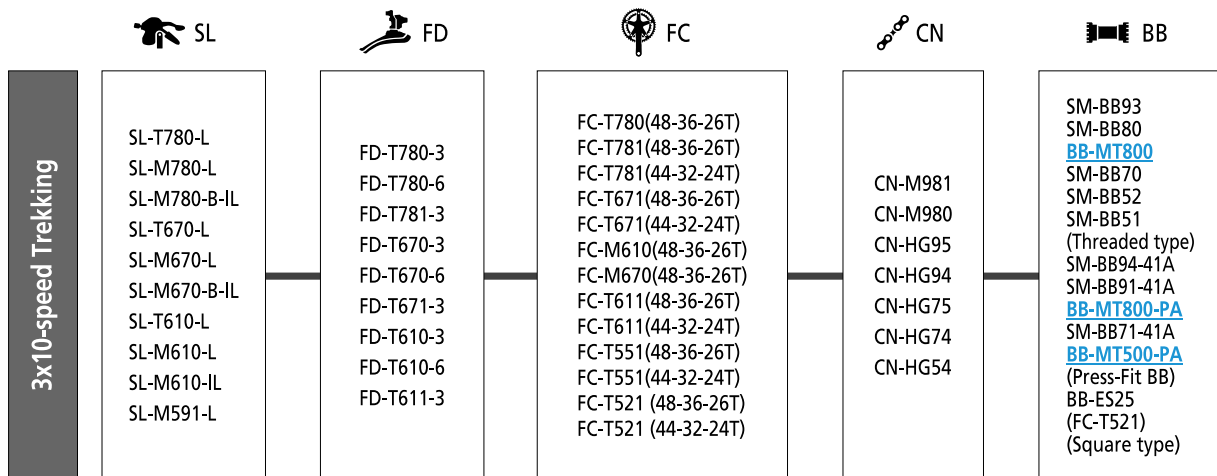 SL
FD
FC
CN
BB
3x10-speed Trekking
SL-T780-L
SL-M780-L
SL-M780-B-IL
SL-T670-L
SL-M670-L
SL-M670-B-IL
SL-T610-L
SL-M610-L
SL-M610-IL
SL-M591-L
FD-T780-3
FD-T780-6
FD-T781-3
FD-T670-3
FD-T670-6
FD-T671-3
FD-T610-3
FD-T610-6
FD-T611-3
FC-T780(48-36-26T)
FC-T781(48-36-26T)
FC-T781(44-32-24T)
FC-T671(48-36-26T)
FC-T671(44-32-24T)
FC-M610(48-36-26T)
FC-M670(48-36-26T)
FC-T611(48-36-26T)
FC-T611(44-32-24T)
FC-T551(48-36-26T)
FC-T551(44-32-24T)
FC-T521 (48-36-26T)
FC-T521 (44-32-24T)
CN-M981
CN-M980
CN-HG95
CN-HG94
CN-HG75
CN-HG74
CN-HG54
SM-BB93
SM-BB80
BB-MT800
SM-BB70
SM-BB52
SM-BB51
(Threaded type)
SM-BB94-41A
SM-BB91-41A
BB-MT800-PA
SM-BB71-41A
BB-MT500-PA
(Press-Fit BB)
BB-ES25
(FC-T521)
(Square type)